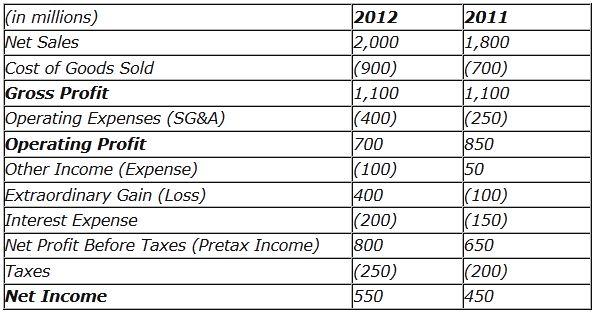 (in millions) 2012 2011
Net Sales 2,000 1,800
Cost of Goods Sold (900) (700)
Gross Profit 1,100 1,100
Operating Expenses (SG&A) (400) (250)
Operating Profit 700 850
Other Income (Expense) (100) 50
Extraordinary Gain (Loss) 400 (100)
Interest Expense (200) (150)
Net Profit Before Taxes (Pretax Income) 800 650
Taxes (250) (200)
Net Income 550 450